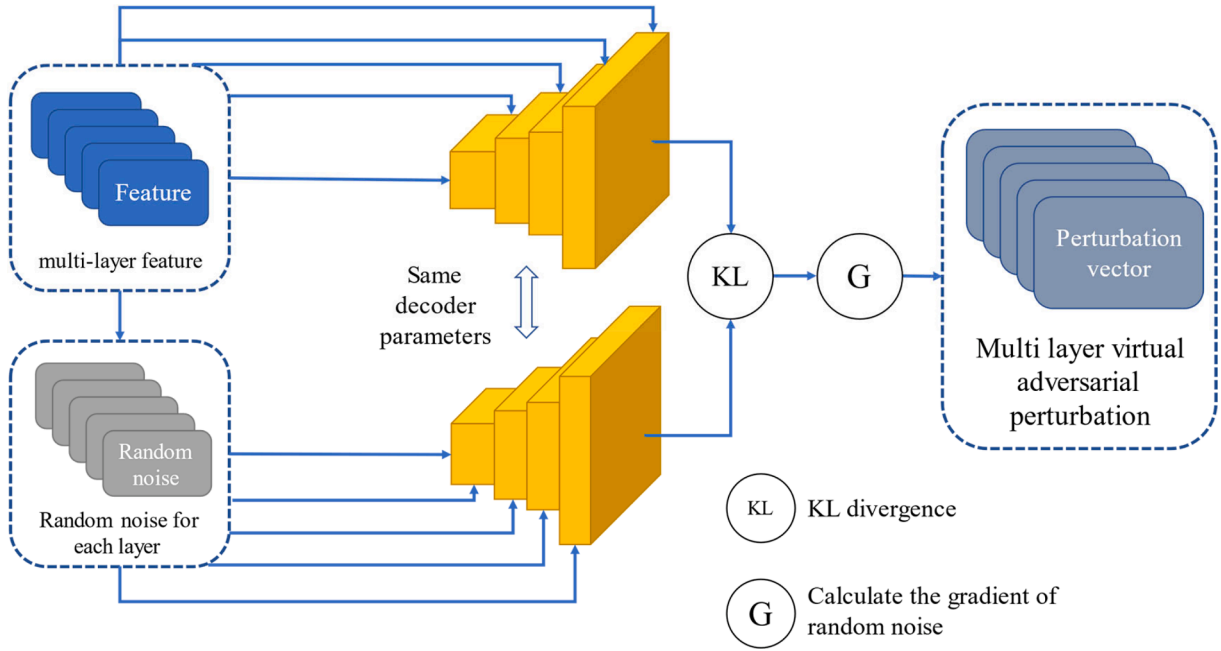 Feature
multi-layer feature
Random
noise
Random noise for
each layer
Same
decoder
parameters
KL
G
Perturbation
vector
Multi layer virtual
adversarial
perturbation
KL
KL divergence
G
Calculate the gradient of
random noise